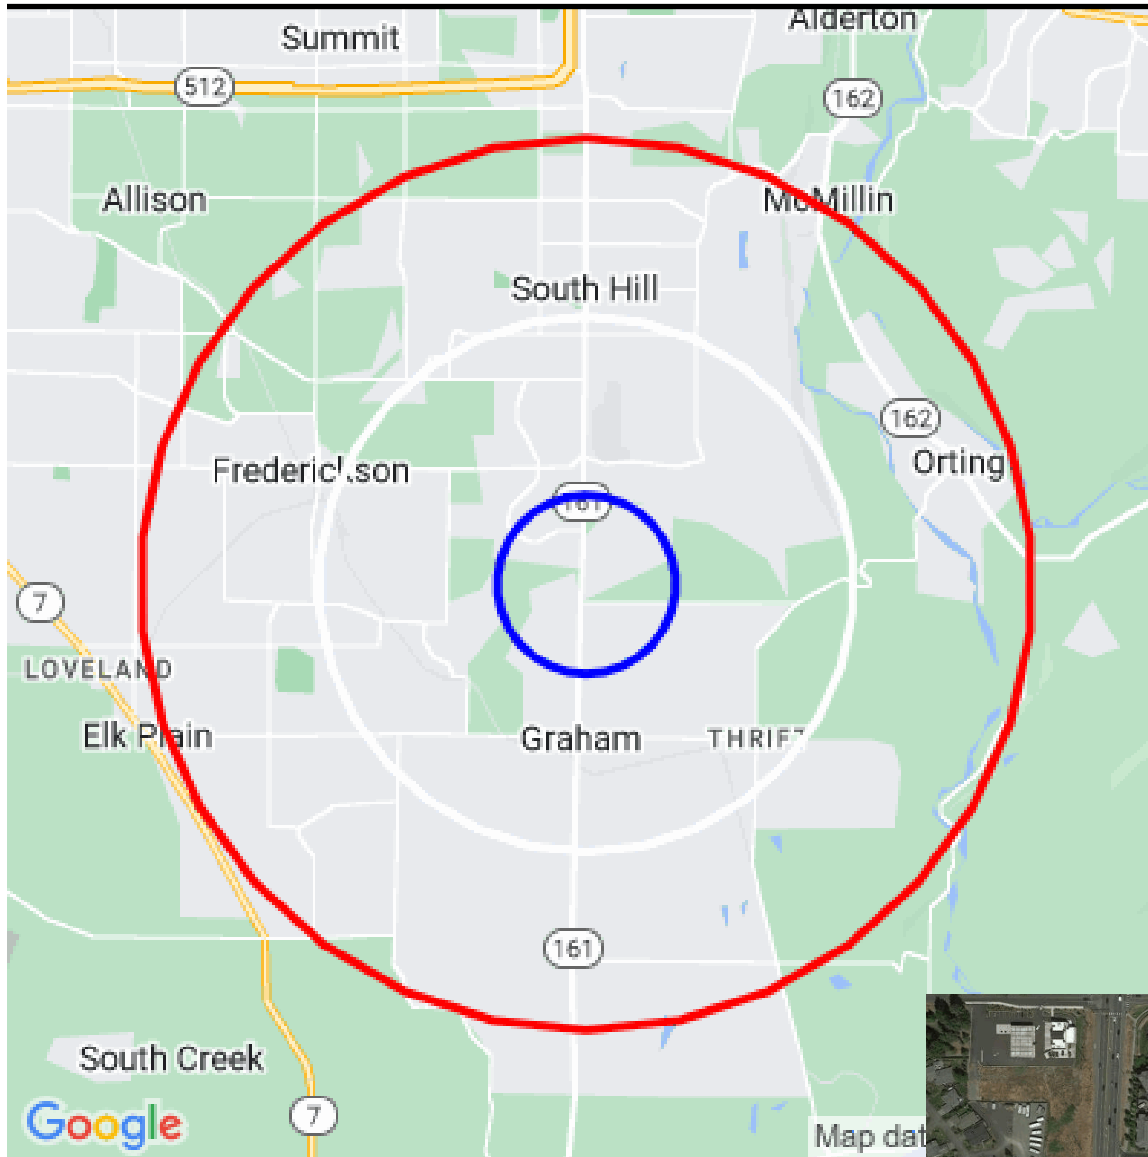 Summit
Alderton
512
162
Allison
McMillin
South Hill
162
Frederickson
Orting
161
7
LOVELAND
Elk Plain
Graham
THRIFT
161
South Creek
7
Google
Map dat